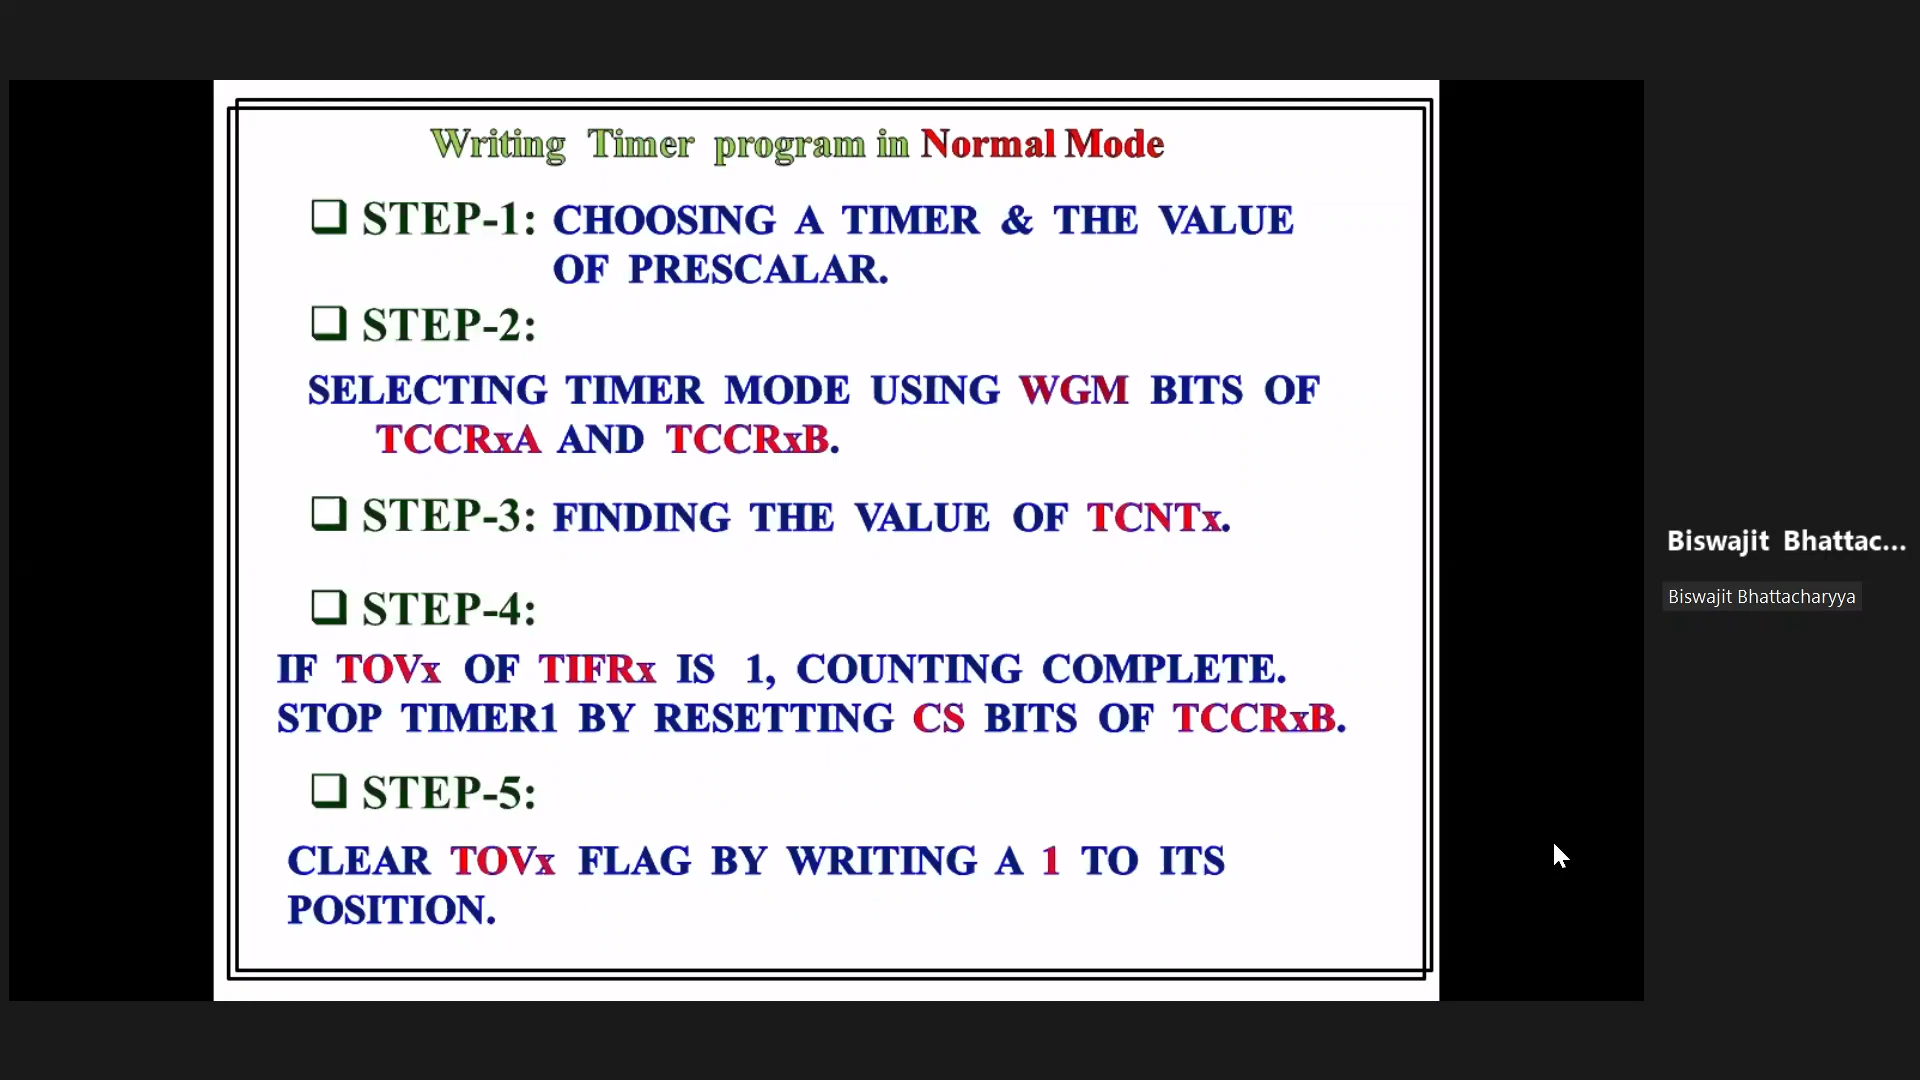 Writing Timer program in Normal Mode
❑ STEP-1: CHOOSING A TIMER & THE VALUE
OF PRESCALAR.
❑ STEP-2:
SELECTING TIMER MODE USING WGM BITS OF
TCCRxA AND TCCRxB.
❑ STEP-3: FINDING THE VALUE OF TCNTx.
❑ STEP-4:
IF TOVx OF TIFRx IS 1, COUNTING COMPLETE.
STOP TIMER1 BY RESETTING CS BITS OF TCCRxB.
❑ STEP-5:
CLEAR TOVx FLAG BY WRITING A 1 TO ITS
POSITION.
Biswajit Bhattac...
Biswajit Bhattacharyya